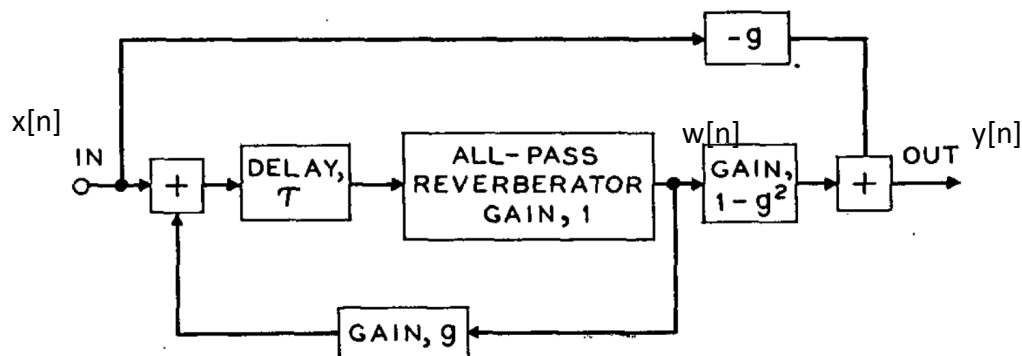 -g
x[n]
IN
+
DELAY,
τ
ALL-PASS
REVERBERATOR
GAIN, 1
w[n]
GAIN,
1-g²
+
OUT
y[n]
GAIN, g